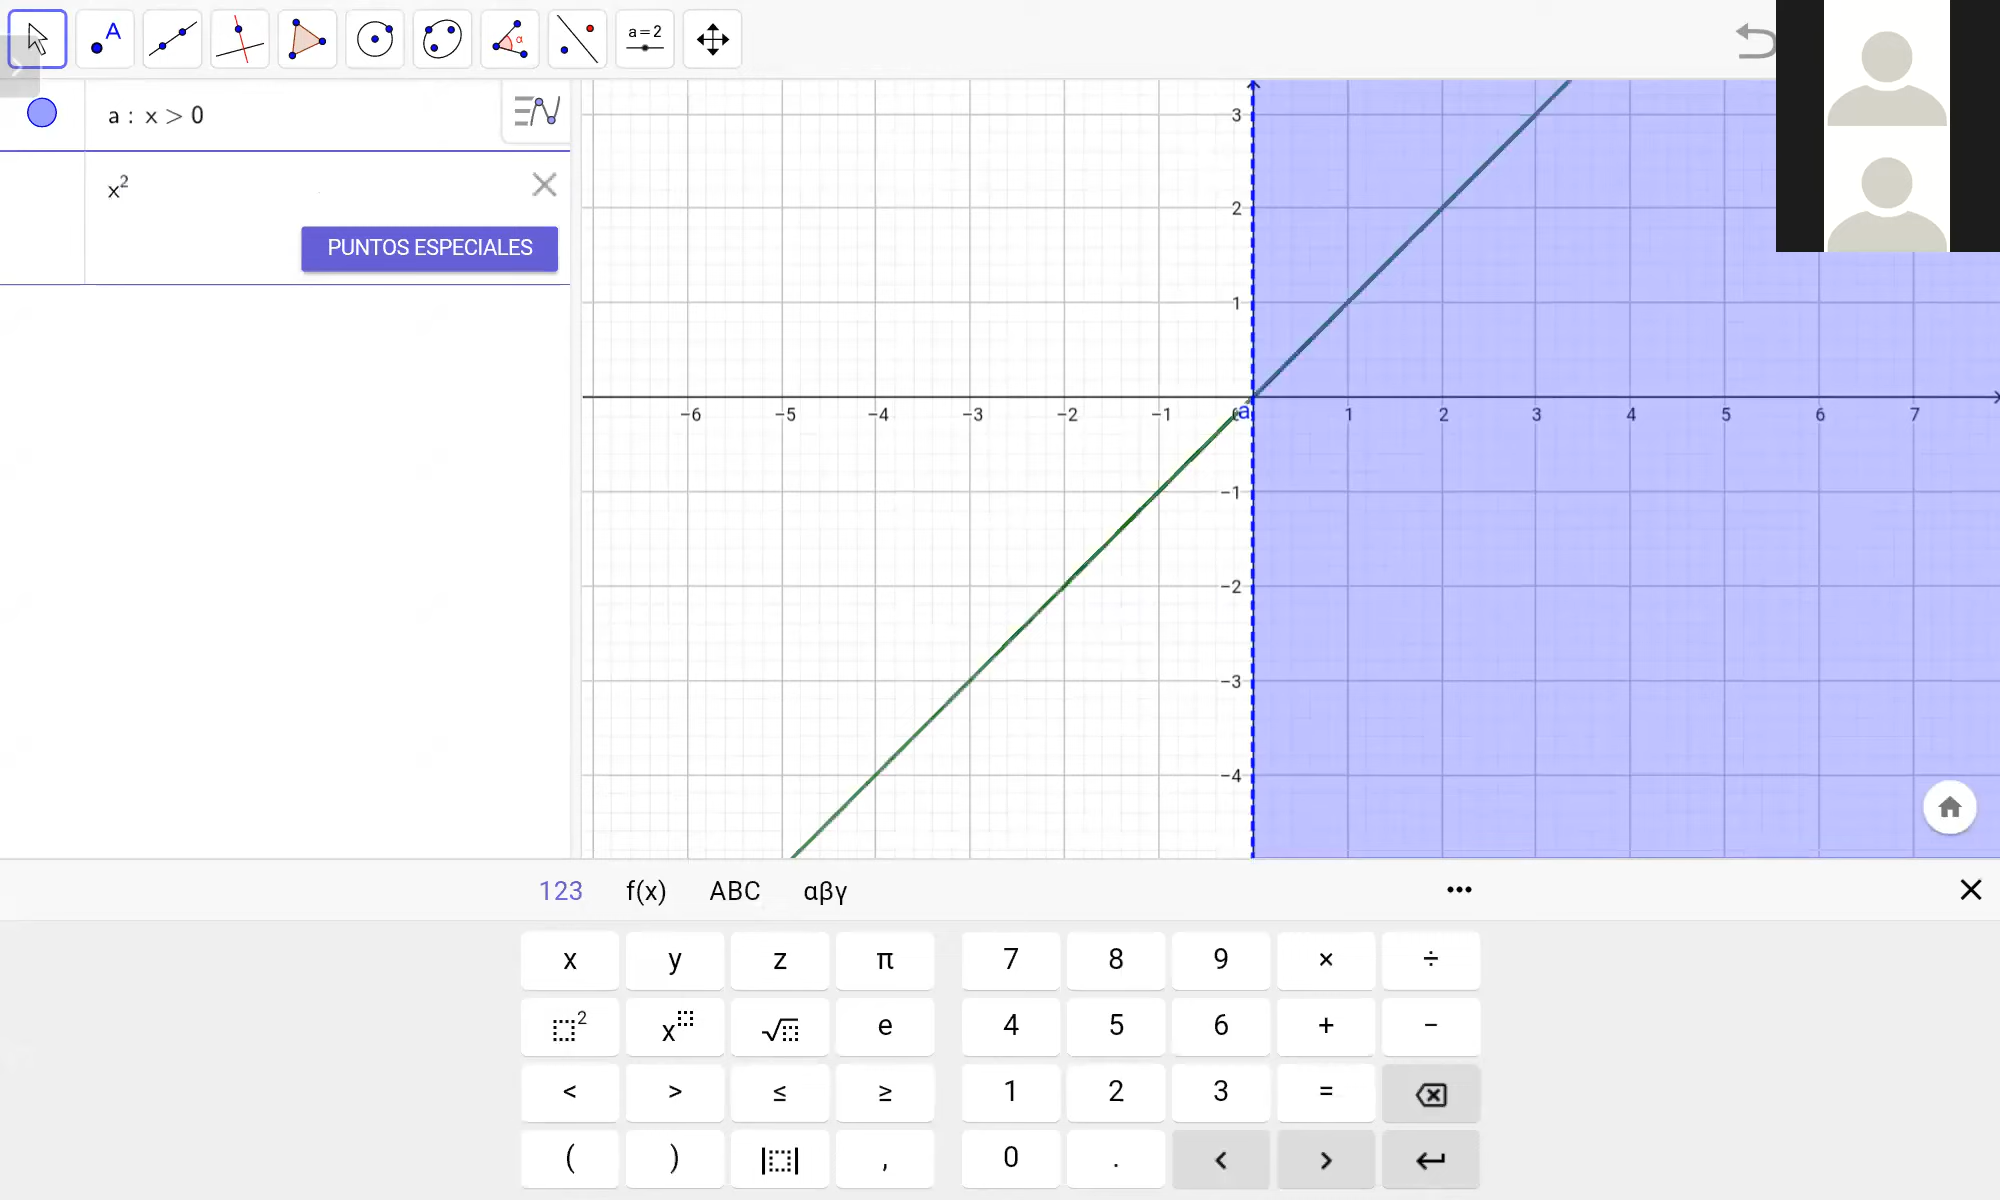 A
α
a=2
a : x > 0
x²
PUNTOS ESPECIALES
3
2
1
−6 −5 −4 −3 −2 −1 a 1 2 3 4 5 6 7
−1
−2
−3
−4
123 f(x) ABC αβγ •••
x y z π 7 8 9 × ÷
² x √ e 4 5 6 + −
< > ≤ ≥ 1 2 3 =
( ) | | , 0 . < >